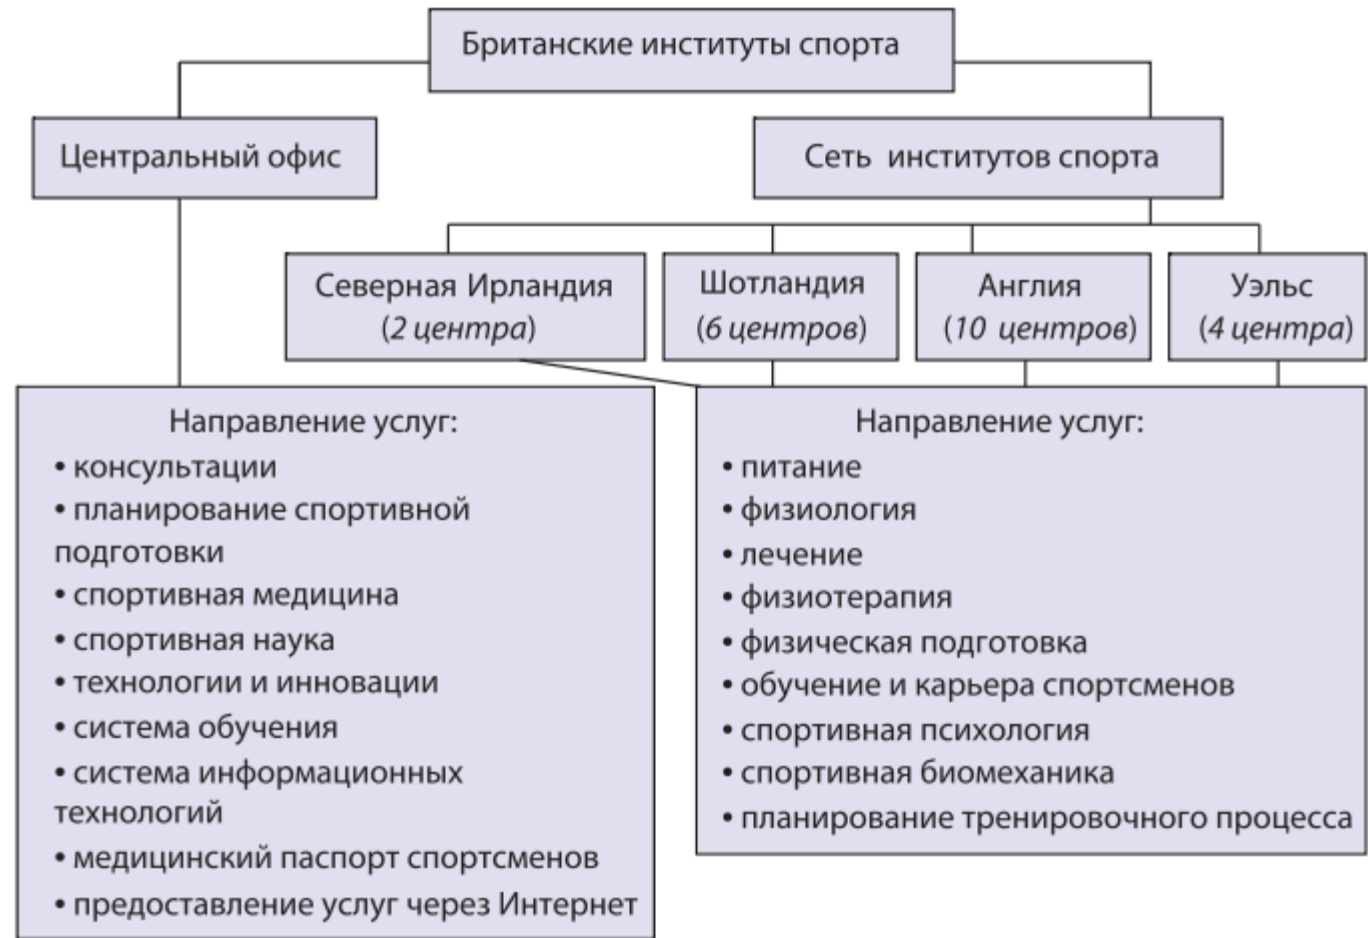 Британские институты спорта
Центральный офис
Сеть институтов спорта
Северная Ирландия
(2 центра)
Шотландия
(6 центров)
Англия
(10 центров)
Уэльс
(4 центра)
Направление услуг:
• консультации
• планирование спортивной
подготовки
• спортивная медицина
• спортивная наука
• технологии и инновации
• система обучения
• система информационных
технологий
• медицинский паспорт спортсменов
• предоставление услуг через Интернет
Направление услуг:
• питание
• физиология
• лечение
• физиотерапия
• физическая подготовка
• обучение и карьера спортсменов
• спортивная психология
• спортивная биомеханика
• планирование тренировочного процесса